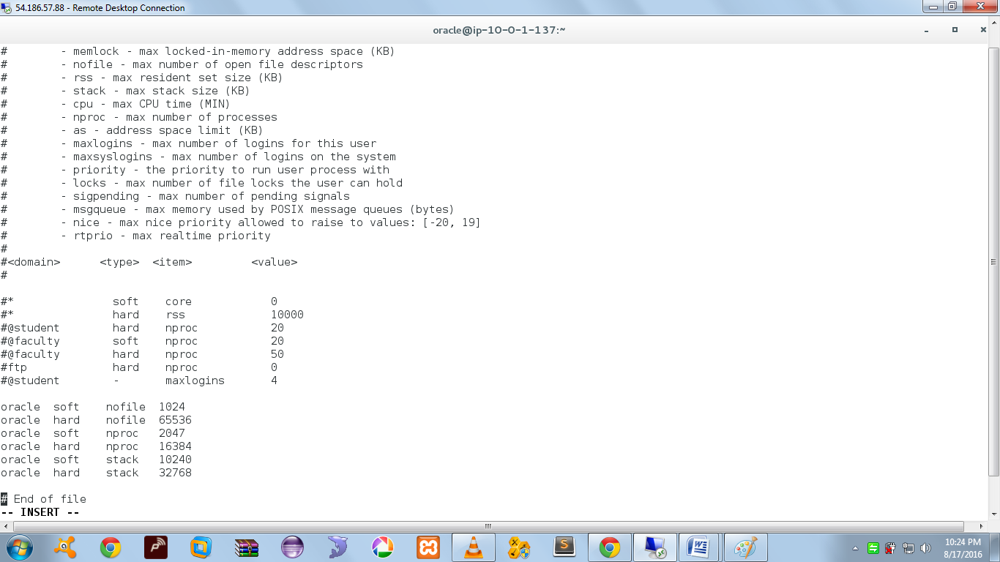 54.186.57.88 - Remote Desktop Connection
oracle@ip-10-0-1-137:~
#        - memlock - max locked-in-memory address space (KB)
#        - nofile - max number of open file descriptors
#        - rss - max resident set size (KB)
#        - stack - max stack size (KB)
#        - cpu - max CPU time (MIN)
#        - nproc - max number of processes
#        - as - address space limit (KB)
#        - maxlogins - max number of logins for this user
#        - maxsyslogins - max number of logins on the system
#        - priority - the priority to run user process with
#        - locks - max number of file locks the user can hold
#        - sigpending - max number of pending signals
#        - msgqueue - max memory used by POSIX message queues (bytes)
#        - nice - max nice priority allowed to raise to values: [-20, 19]
#        - rtprio - max realtime priority
#
#<domain>      <type>  <item>         <value>
#
#*               soft    core            0
#*               hard    rss             10000
#@student        hard    nproc           20
#@faculty        soft    nproc           20
#@faculty        hard    nproc           50
#ftp             hard    nproc           0
#@student        -       maxlogins       4
oracle  soft    nofile  1024
oracle  hard    nofile  65536
oracle  soft    nproc   2047
oracle  hard    nproc   16384
oracle  soft    stack   10240
oracle  hard    stack   32768
# End of file
-- INSERT --
10:24 PM
8/17/2016